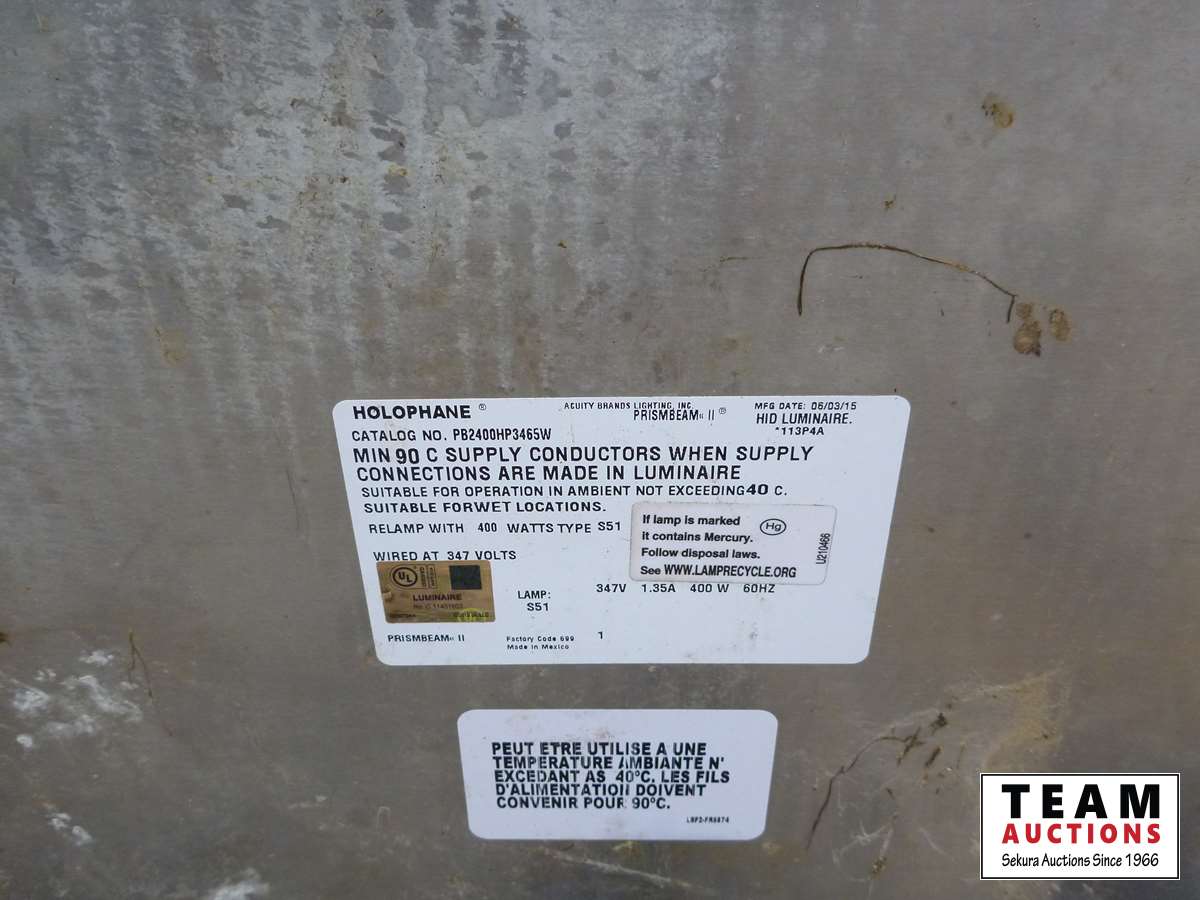 HOLOPHANE ®
ACUITY BRANDS LIGHTING, INC.
PRISMBEAM II ®
MFG DATE: 06/03/15
HID LUMINAIRE.
*113P4A
CATALOG NO. PB2400HP3465W
MIN 90 C SUPPLY CONDUCTORS WHEN SUPPLY
CONNECTIONS ARE MADE IN LUMINAIRE
SUITABLE FOR OPERATION IN AMBIENT NOT EXCEEDING 40 C.
SUITABLE FORWET LOCATIONS.
RELAMP WITH 400 WATTS TYPE S51
If lamp is marked Hg
it contains Mercury.
Follow disposal laws.
See WWW.LAMPRECYCLE.ORG
U210466
WIRED AT 347 VOLTS
UL
LUMINAIRE
LAMP:
S51
347V 1.35A 400 W 60HZ
PRISMBEAM II
Factory Code 699
Made in Mexico
1
PEUT ETRE UTILISE A UNE
TEMPERATURE AMBIANTE N'
EXCEDANT AS 40°C. LES FILS
D'ALIMENTATION DOIVENT
CONVENIR POUR 90°C.
TEAM
AUCTIONS
Sekura Auctions Since 1966